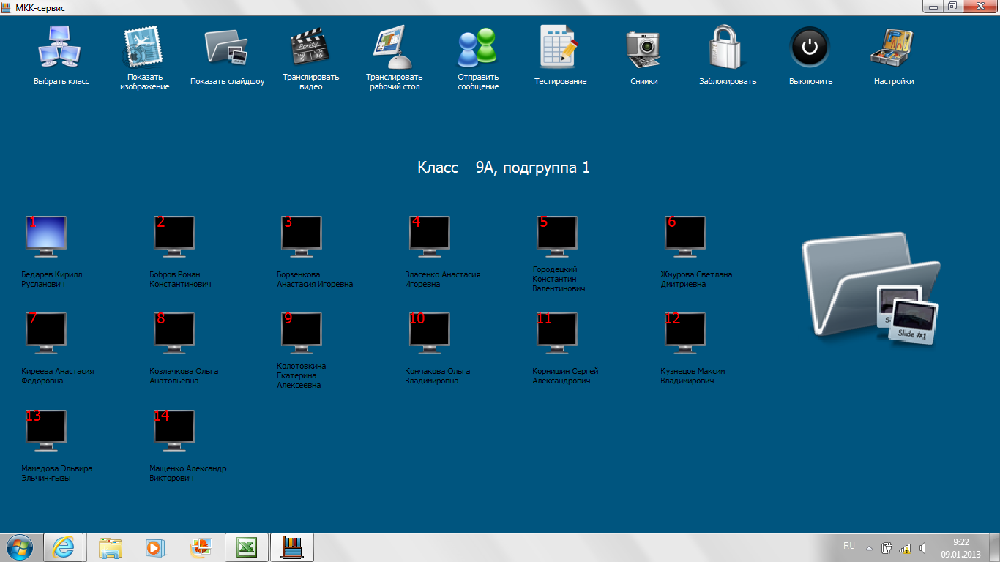 МКК-сервис
Выбрать класс
Показать
изображение
Показать слайдшоу
Транслировать
видео
Транслировать
рабочий стол
Отправить
сообщение
Тестирование
Снимки
Заблокировать
Выключить
Настройки
Класс 9А, подгруппа 1
1
2
3
4
5
6
Бедарев Кирилл
Русланович
Бобров Роман
Константинович
Борзенкова
Анастасия Игоревна
Власенко Анастасия
Игоревна
Городецкий
Константин
Валентинович
Жмурова Светлана
Дмитриевна
Slide #1
7
8
9
10
11
12
Киреева Анастасия
Федоровна
Козлачкова Ольга
Анатольевна
Колотовкина
Екатерина
Алексеевна
Кончакова Ольга
Владимировна
Корнишин Сергей
Александрович
Кузнецов Максим
Владимирович
13
14
Мамедова Эльвира
Эльчин-гызы
Мащенко Александр
Викторович
RU
9:22
09.01.2013